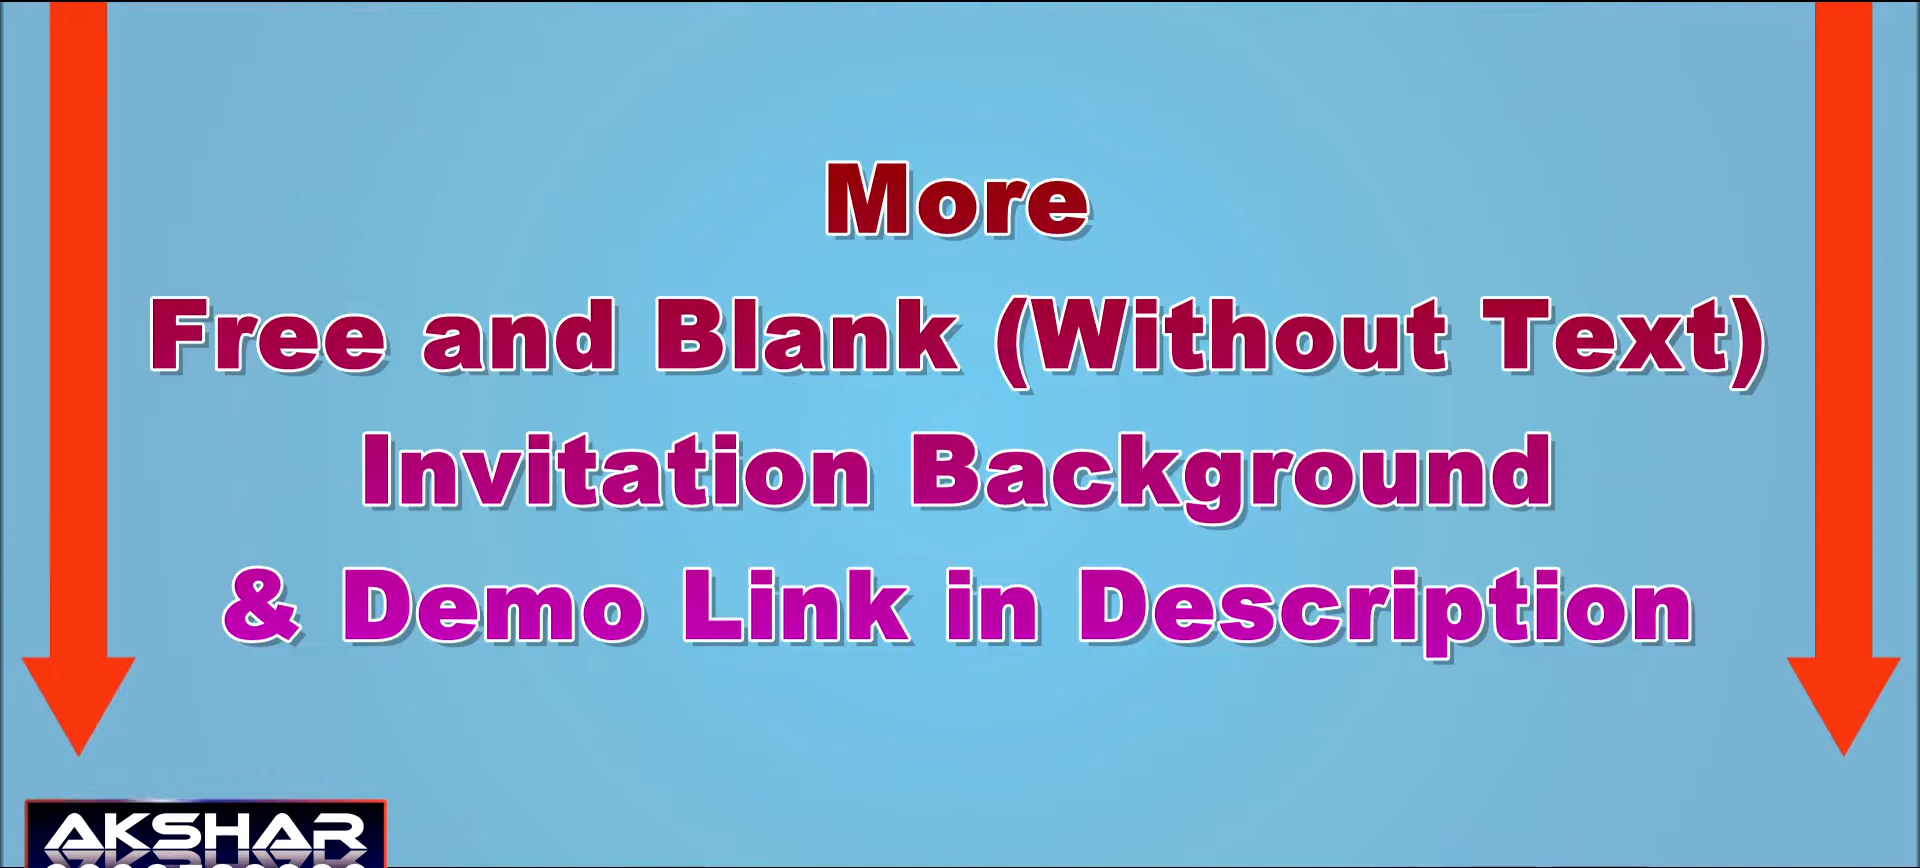 More
Free and Blank (Without Text)
Invitation Background
& Demo Link in Description
AKSHAR